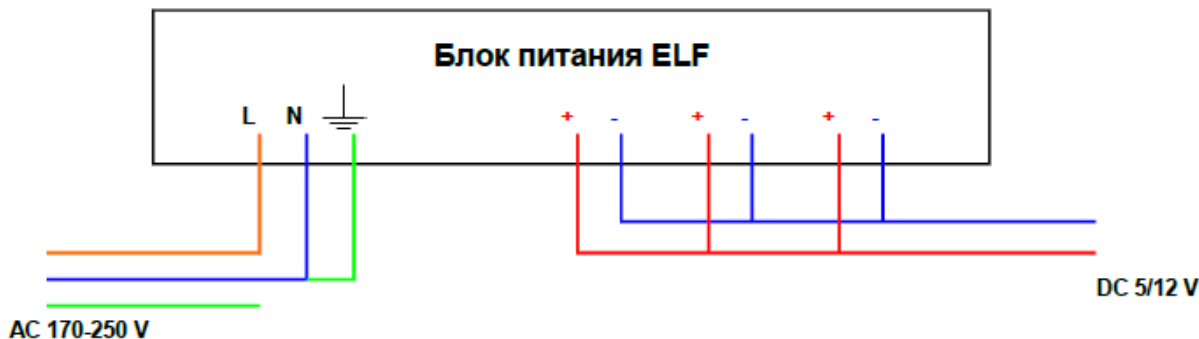 Блок питания ELF
L N
+ - + - + -
DC 5/12 V
AC 170-250 V